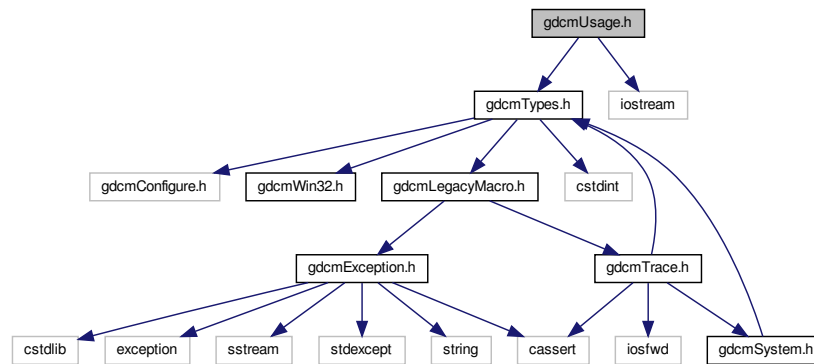 gdcmUsage.h
gdcmTypes.h
iostream
gdcmConfigure.h
gdcmWin32.h
gdcmLegacyMacro.h
cstdint
gdcmException.h
gdcmTrace.h
cstdlib
exception
sstream
stdexcept
string
cassert
iosfwd
gdcmSystem.h